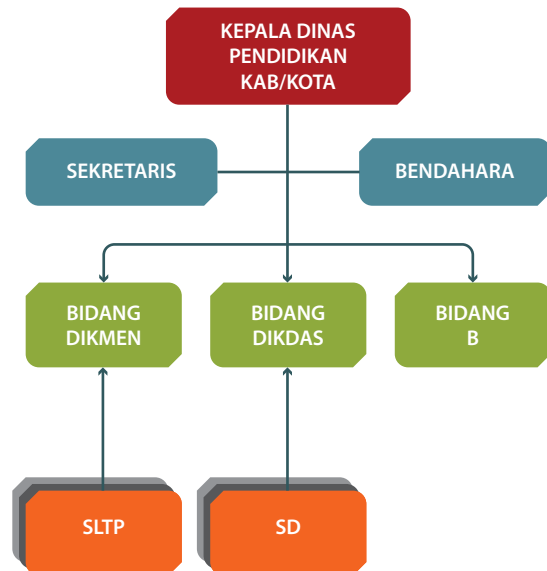 KEPALA DINAS
PENDIDIKAN
KAB/KOTA
SEKRETARIS
BENDAHARA
BIDANG
DIKMEN
BIDANG
DIKDAS
BIDANG
B
SLTP
SD